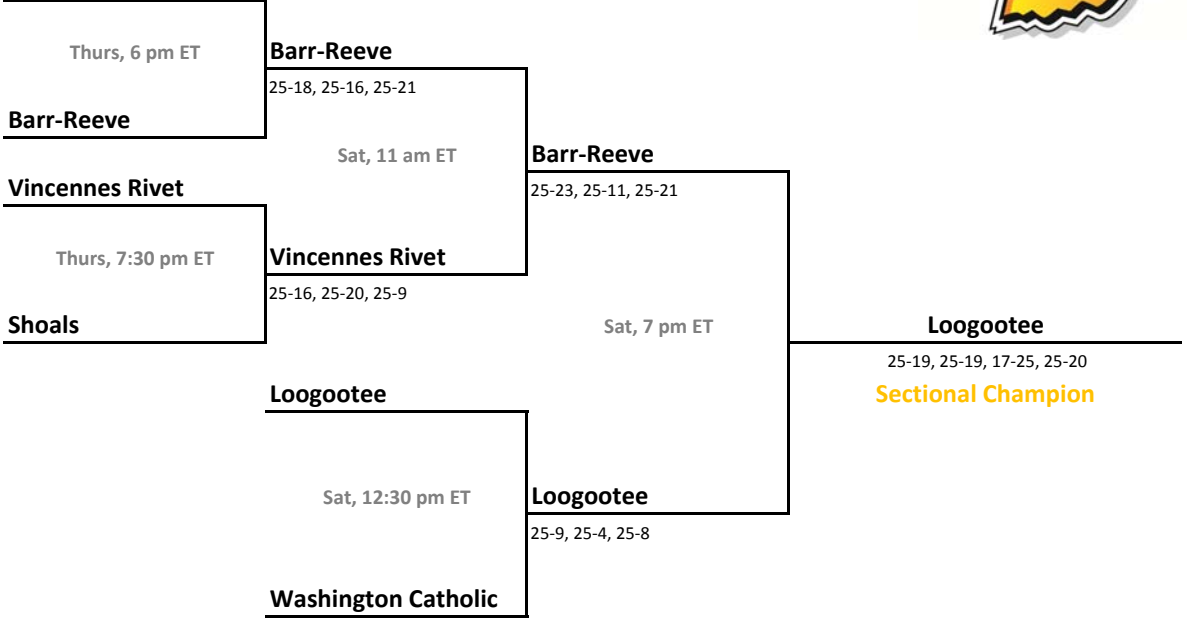 Thurs, 6 pm ET
Barr-Reeve
25-18, 25-16, 25-21
Barr-Reeve
Sat, 11 am ET
Barr-Reeve
Vincennes Rivet
25-23, 25-11, 25-21
Thurs, 7:30 pm ET
Vincennes Rivet
25-16, 25-20, 25-9
Shoals
Sat, 7 pm ET
Loogootee
25-19, 25-19, 17-25, 25-20
Loogootee
Sectional Champion
Sat, 12:30 pm ET
Loogootee
25-9, 25-4, 25-8
Washington Catholic